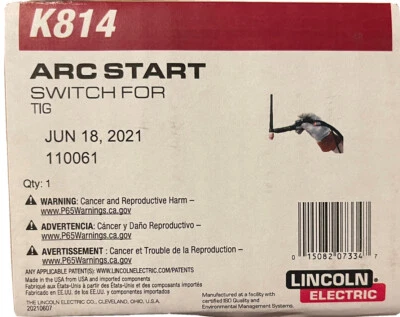 K814
ARC START
SWITCH FOR
TIG
JUN 18, 2021
110061
Qty: 1
WARNING: Cancer and Reproductive Harm –
www.P65Warnings.ca.gov
ADVERTENCIA: Cáncer y Daño Reproductivo –
www.P65Warnings.ca.gov
AVERTISSEMENT : Cancer et Trouble de la Reproduction –
www.P65Warnings.ca.gov
ANY APPLICABLE PATENT(S): WWW.LINCOLNELECTRIC.COM/PATENTS
Made in the USA from USA and imported components
Fabriqué aux États-Unis à partir des États-Unis et des composants importés
Fabricado en EE.UU. de los EE.UU. y componentes importados
THE LINCOLN ELECTRIC CO., CLEVELAND, OHIO, U.S.A.
20210607
Manufactured at a facility with
certified ISO Quality and
Environmental Management Systems.
0 15082 07334 7
LINCOLN
ELECTRIC